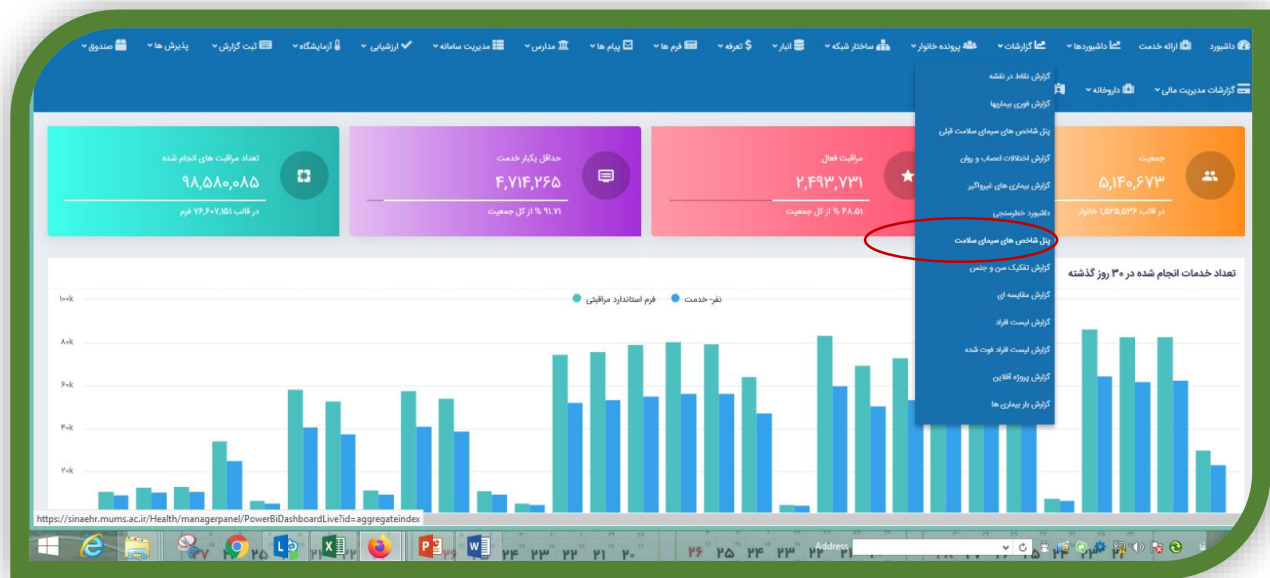 داشبورد ارائه خدمت داشبوردها گزارشات پرونده خانوار ساختار شبکه انبار $ تعرفه فرم ها پیام ها مدارس مدیریت سامانه ارزشیابی آزمایشگاه ثبت گزارش پذیرش ها صندوق
گزارشات مدیریت مالی داروخانه
گزارش نقاط در نقشه
گزارش فوری بیماریها
پنل شاخص های سیمای سلامت قبلی
گزارش اختلالات اعصاب و روان
گزارش بیماری های غیرواگیر
داشبورد خطرسنجی
پنل شاخص های سیمای سلامت
گزارش تفکیک سن و جنس
گزارش مقایسه ای
گزارش لیست افراد
گزارش لیست افراد فوت شده
گزارش پروژه آفلاین
گزارش بار بیماری ها
جمعیت
۵,۱۴۰,۶۷۳
در قالب ۱,۵۲۵,۵۳۶ خانوار
مراقبت فعال
۲,۴۹۳,۷۳۱
۴۸.۵۱ % از کل جمعیت
حداقل یکبار خدمت
۴,۷۱۴,۲۶۵
۹۱.۷۱ % از کل جمعیت
تعداد مراقبت های انجام شده
۹۸,۵۸۰,۰۸۵
در قالب ۷۶,۶۰۷,۱۵۱ فرم
تعداد خدمات انجام شده در ۳۰ روز گذشته
نفر- خدمت فرم استاندارد مراقبتی
۱۰۰k
۸۰k
۶۰k
۴۰k
۲۰k
https://sinaehr.mums.ac.ir/Health/managerpanel/PowerBiDashboardLive?id=aggregateindex
Address